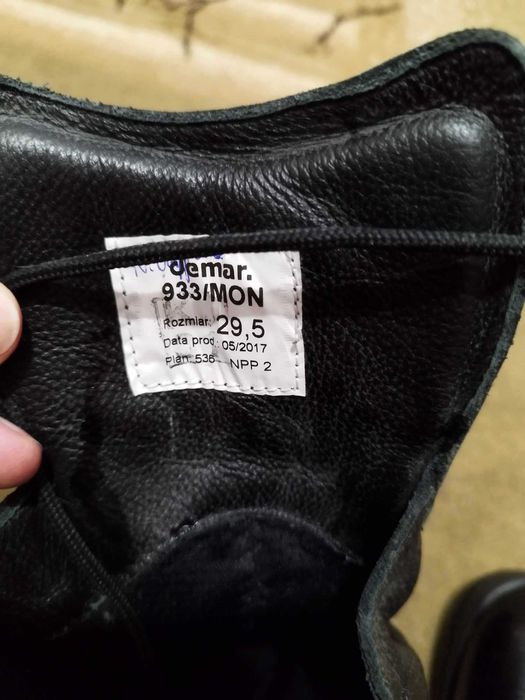 demar.
933/MON
Rozmiar: 29,5
Data prod.: 05/2017
Plan: 536 NPP 2